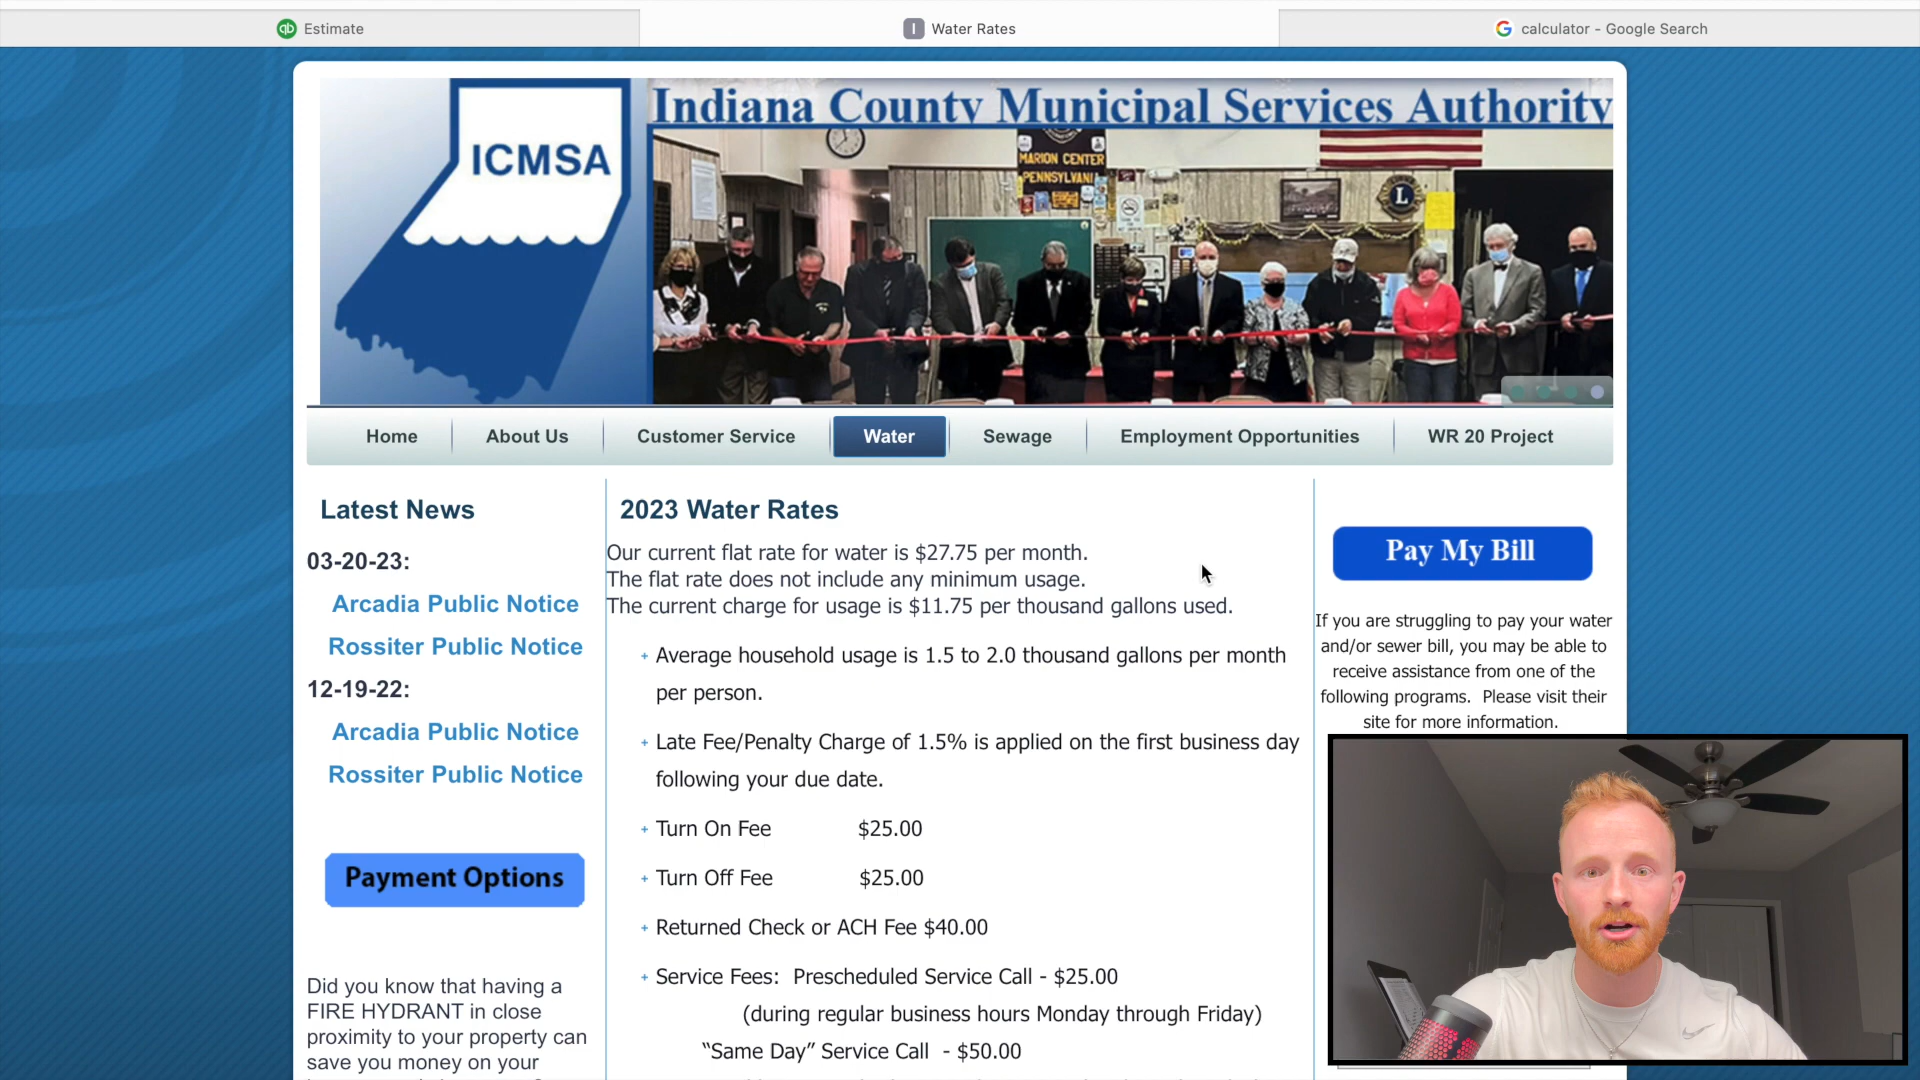 Estimate
Water Rates
calculator - Google Search
Indiana County Municipal Services Authority
ICMSA
MARION CENTER
PENNSYLVANIA
L
Home
About Us
Customer Service
Water
Sewage
Employment Opportunities
WR 20 Project
Latest News
03-20-23:
Arcadia Public Notice
Rossiter Public Notice
12-19-22:
Arcadia Public Notice
Rossiter Public Notice
Payment Options
Did you know that having a
FIRE HYDRANT in close
proximity to your property can
save you money on your
2023 Water Rates
Our current flat rate for water is $27.75 per month.
The flat rate does not include any minimum usage.
The current charge for usage is $11.75 per thousand gallons used.
+ Average household usage is 1.5 to 2.0 thousand gallons per month
per person.
+ Late Fee/Penalty Charge of 1.5% is applied on the first business day
following your due date.
+ Turn On Fee $25.00
+ Turn Off Fee $25.00
+ Returned Check or ACH Fee $40.00
+ Service Fees: Prescheduled Service Call - $25.00
(during regular business hours Monday through Friday)
“Same Day” Service Call - $50.00
Pay My Bill
If you are struggling to pay your water
and/or sewer bill, you may be able to
receive assistance from one of the
following programs. Please visit their
site for more information.